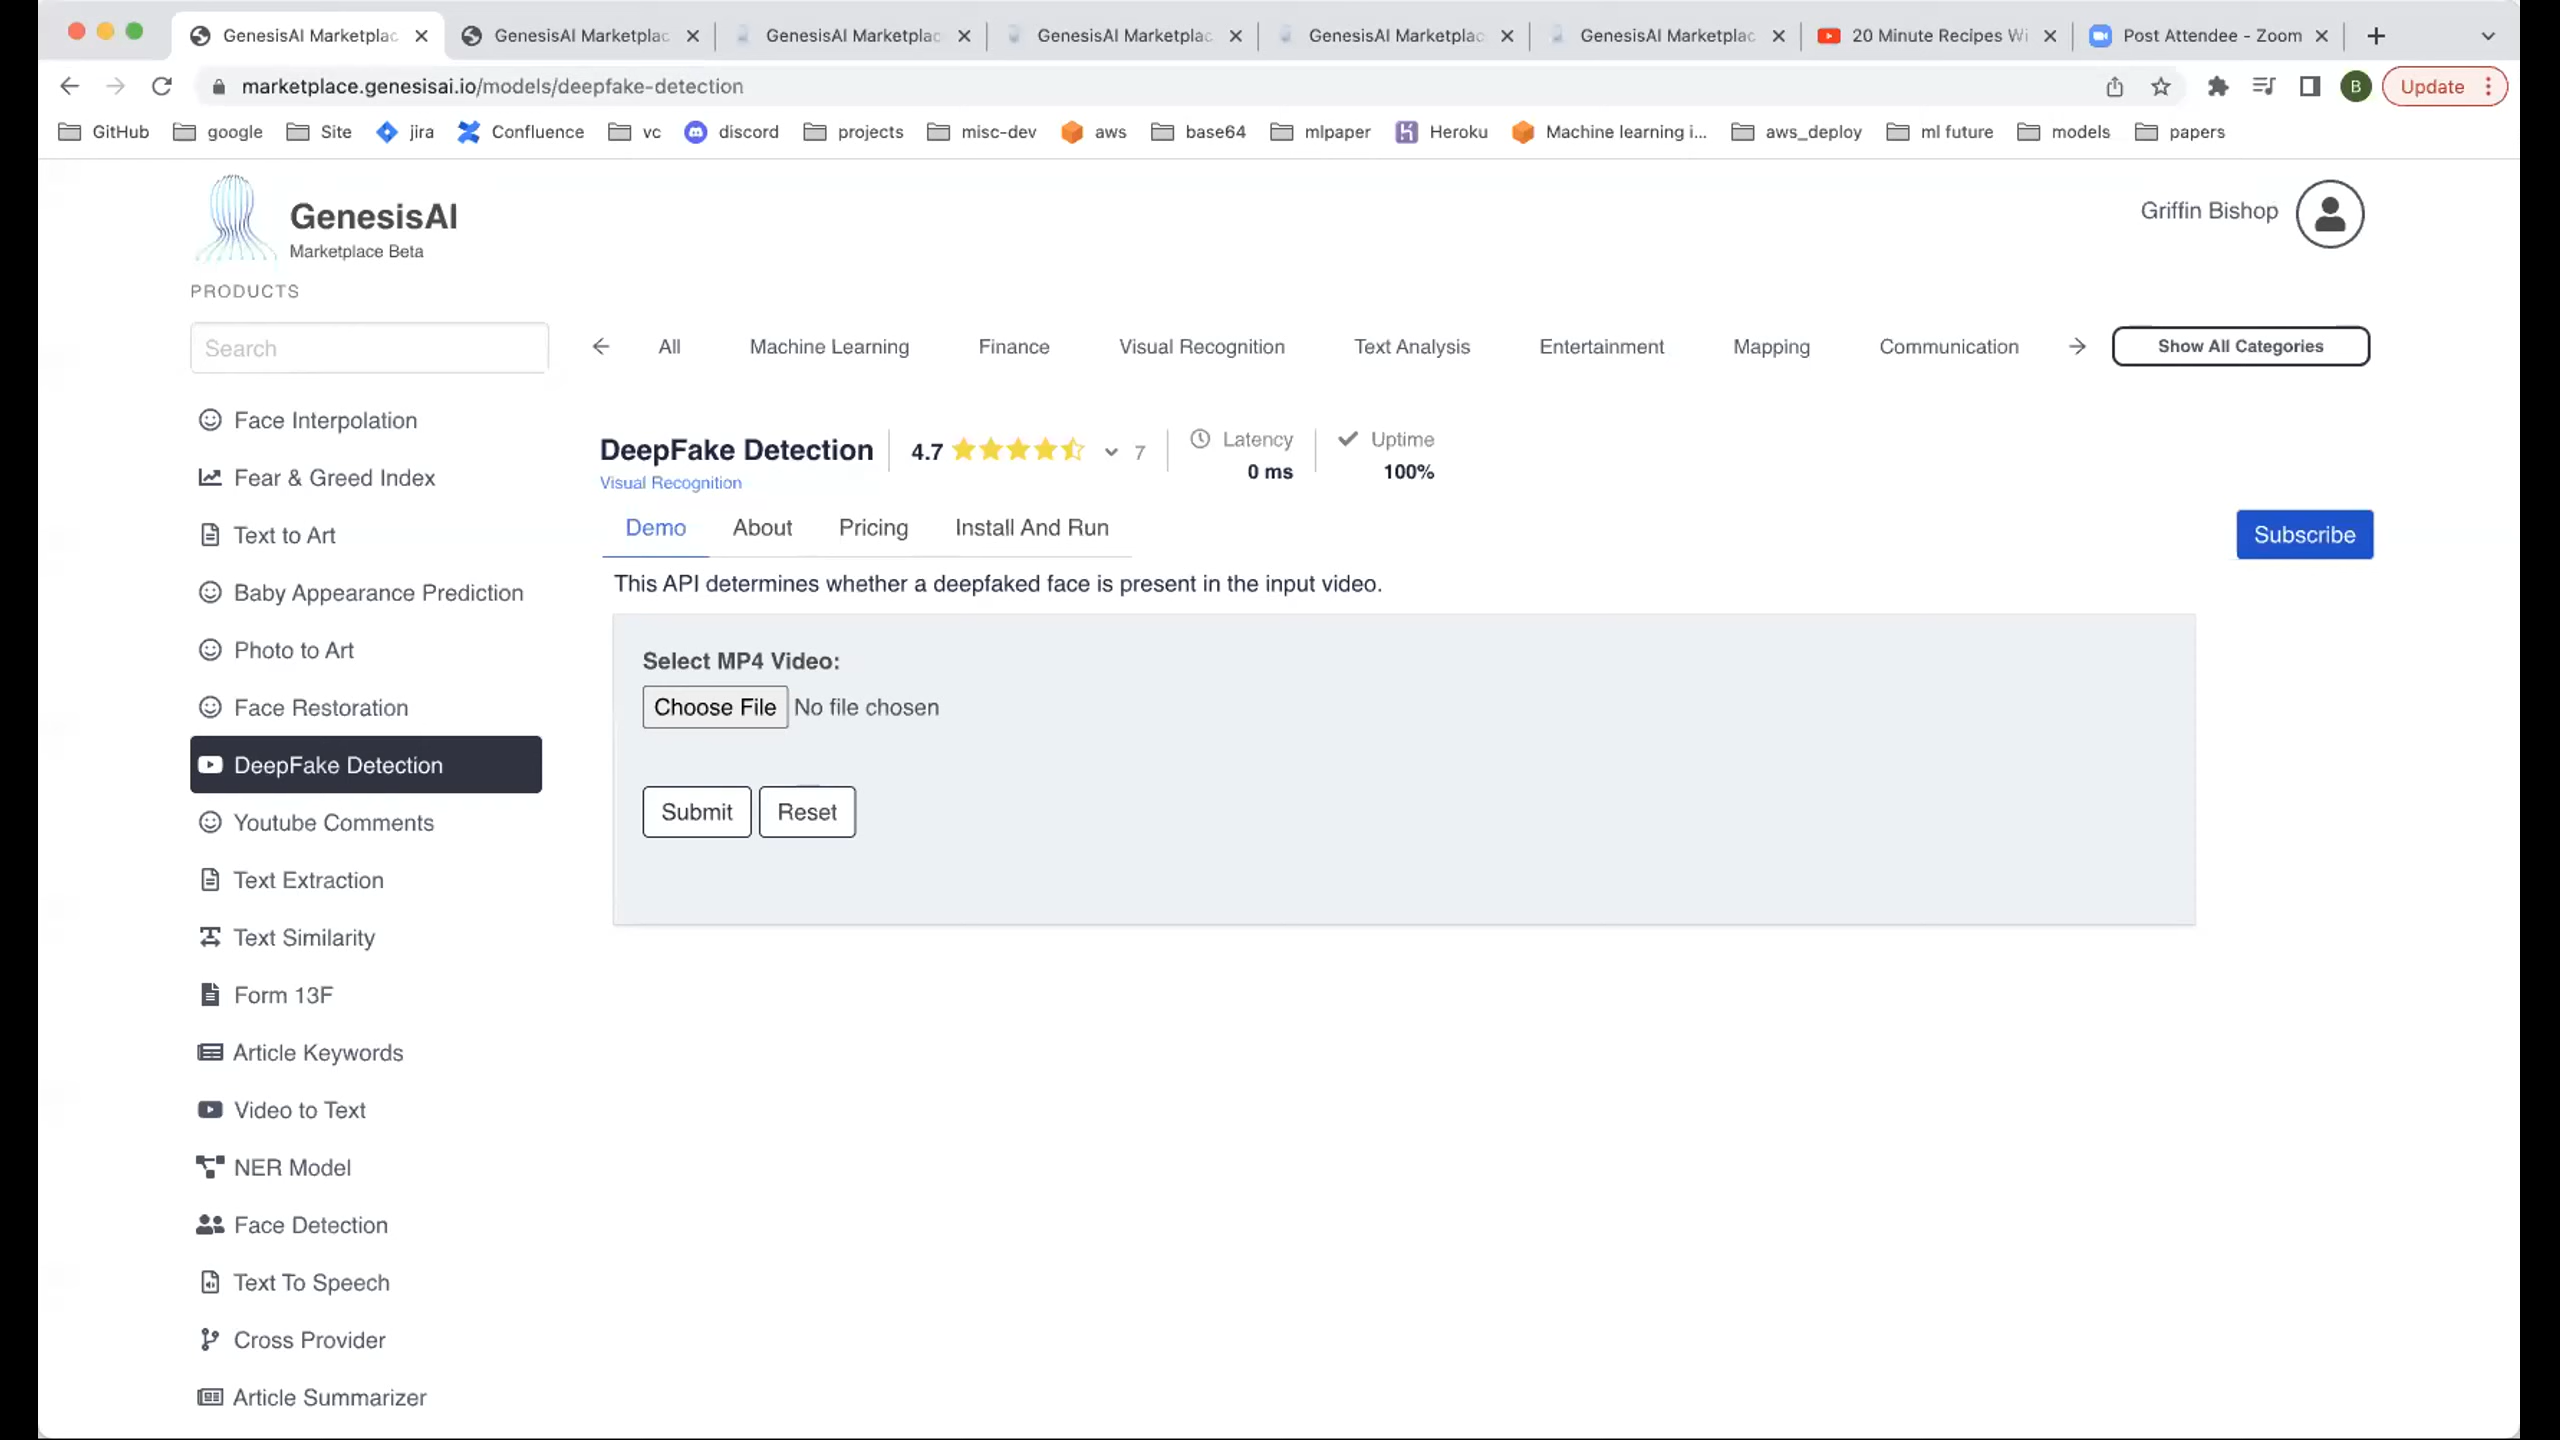 GenesisAI Marketplac
GenesisAI Marketplac
GenesisAI Marketplac
GenesisAI Marketplac
GenesisAI Marketplac
GenesisAI Marketplac
20 Minute Recipes Wi
Post Attendee - Zoom
marketplace.genesisai.io/models/deepfake-detection
B
Update
GitHub google Site jira Confluence vc discord projects misc-dev aws base64 mlpaper Heroku Machine learning i... aws_deploy ml future models papers
GenesisAI
Marketplace Beta
Griffin Bishop
PRODUCTS
Search
All Machine Learning Finance Visual Recognition Text Analysis Entertainment Mapping Communication Show All Categories
Face Interpolation
Fear & Greed Index
Text to Art
Baby Appearance Prediction
Photo to Art
Face Restoration
DeepFake Detection
Youtube Comments
Text Extraction
Text Similarity
Form 13F
Article Keywords
Video to Text
NER Model
Face Detection
Text To Speech
Cross Provider
Article Summarizer
DeepFake Detection 4.7 7
Visual Recognition
Latency
0 ms
Uptime
100%
Demo About Pricing Install And Run
Subscribe
This API determines whether a deepfaked face is present in the input video.
Select MP4 Video:
Choose File No file chosen
Submit Reset